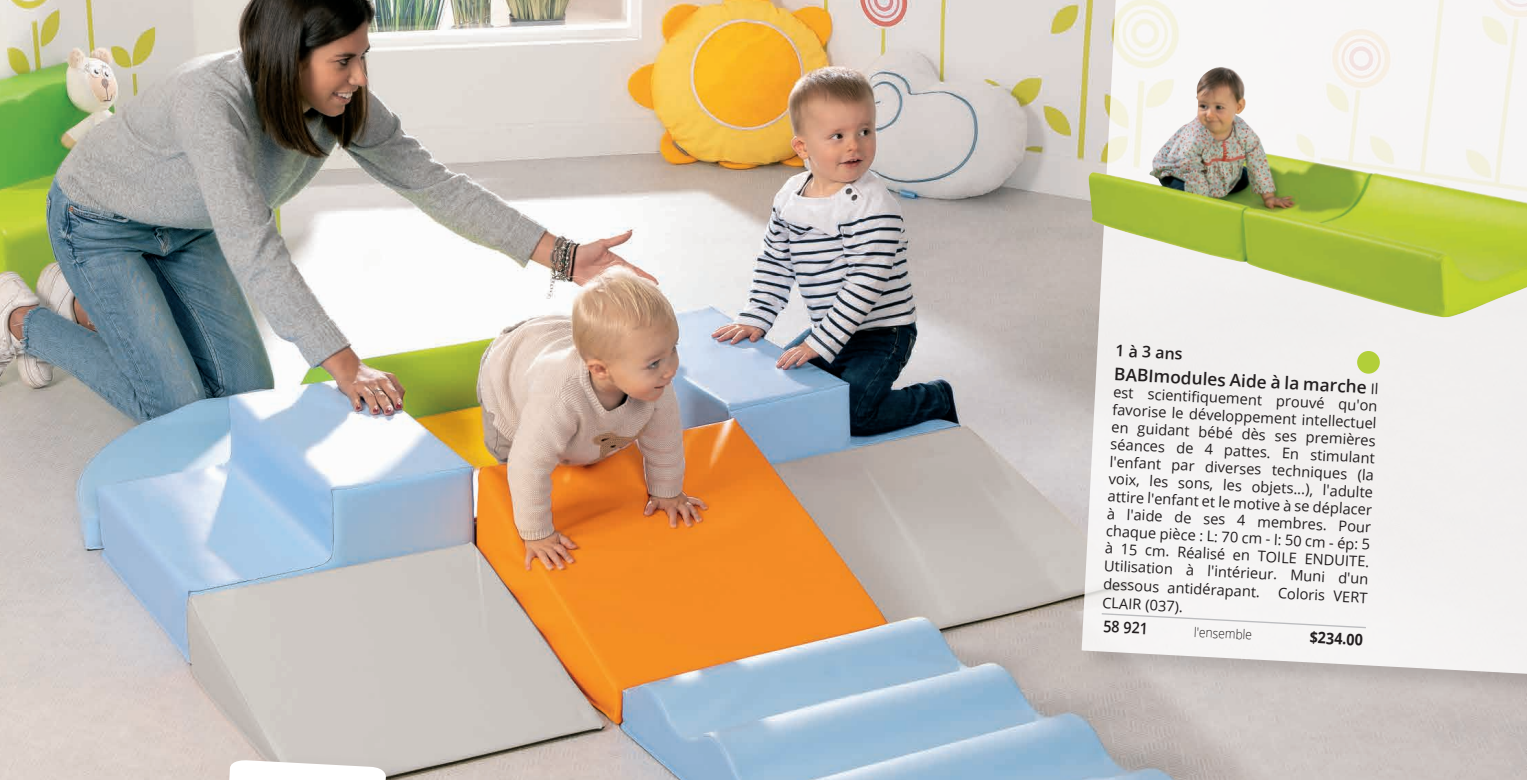 1 à 3 ans
BABImodules Aide à la marche Il
est scientifiquement prouvé qu'on
favorise le développement intellectuel
en guidant bébé dès ses premières
séances de 4 pattes. En stimulant
l'enfant par diverses techniques (la
voix, les sons, les objets...), l'adulte
attire l'enfant et le motive à se déplacer
à l'aide de ses 4 membres. Pour
chaque pièce : L: 70 cm - l: 50 cm - ép: 5
à 15 cm. Réalisé en TOILE ENDUITE.
Utilisation à l'intérieur. Muni d'un
dessous antidérapant. Coloris VERT
CLAIR (037).
58 921 l'ensemble $234.00